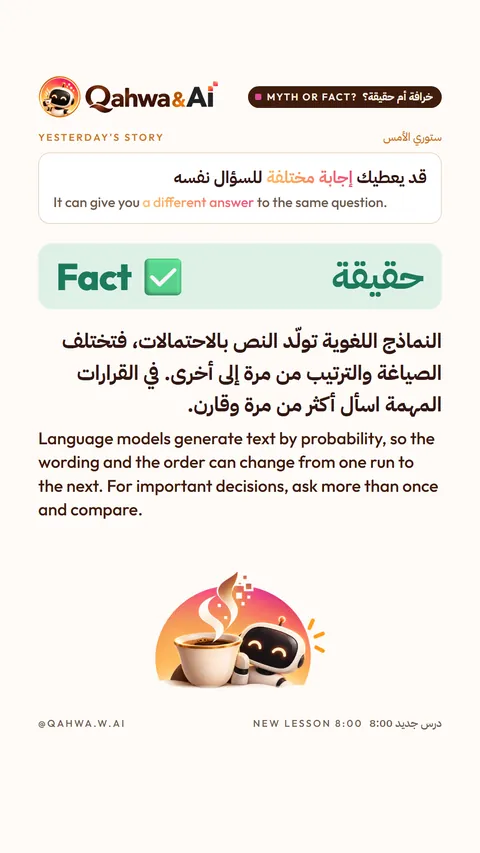 Qahwa&Ai
MYTH OR FACT? خرافة أم حقيقة؟
YESTERDAY'S STORY
ستوري الأمس
قد يعطيك إجابة مختلفة للسؤال نفسه
It can give you a different answer to the same question.
Fact ✅
حقيقة
النماذج اللغوية تولّد النص بالاحتمالات، فتختلف
الصياغة والترتيب من مرة إلى أخرى. في القرارات
المهمة اسأل أكثر من مرة وقارن.
Language models generate text by probability, so the
wording and the order can change from one run to
the next. For important decisions, ask more than once
and compare.
@QAHWA.W.AI
NEW LESSON 8:00 درس جديد 8:00